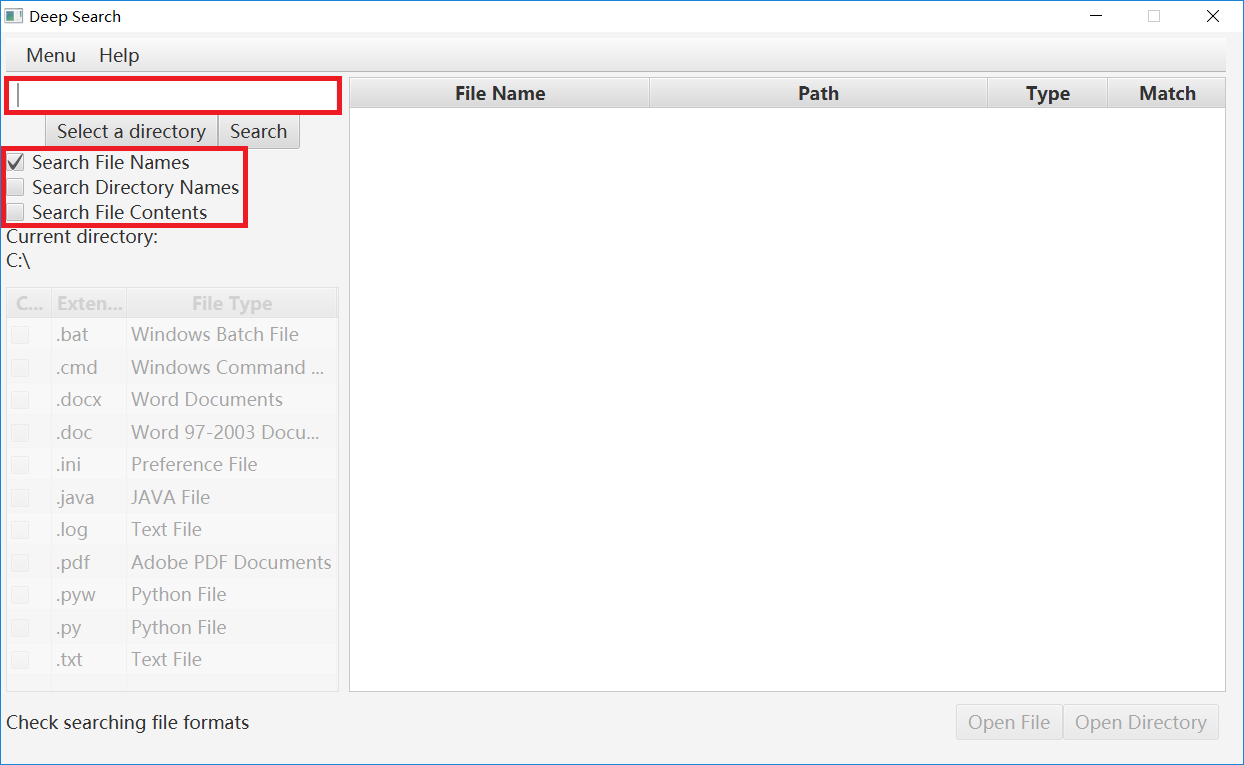 Deep Search
Menu Help
File Name Path Type Match
Select a directory Search
Search File Names
Search Directory Names
Search File Contents
Current directory:
C:\
C... Exten... File Type
.bat Windows Batch File
.cmd Windows Command ...
.docx Word Documents
.doc Word 97-2003 Docu...
.ini Preference File
.java JAVA File
.log Text File
.pdf Adobe PDF Documents
.pyw Python File
.py Python File
.txt Text File
Check searching file formats Open File Open Directory